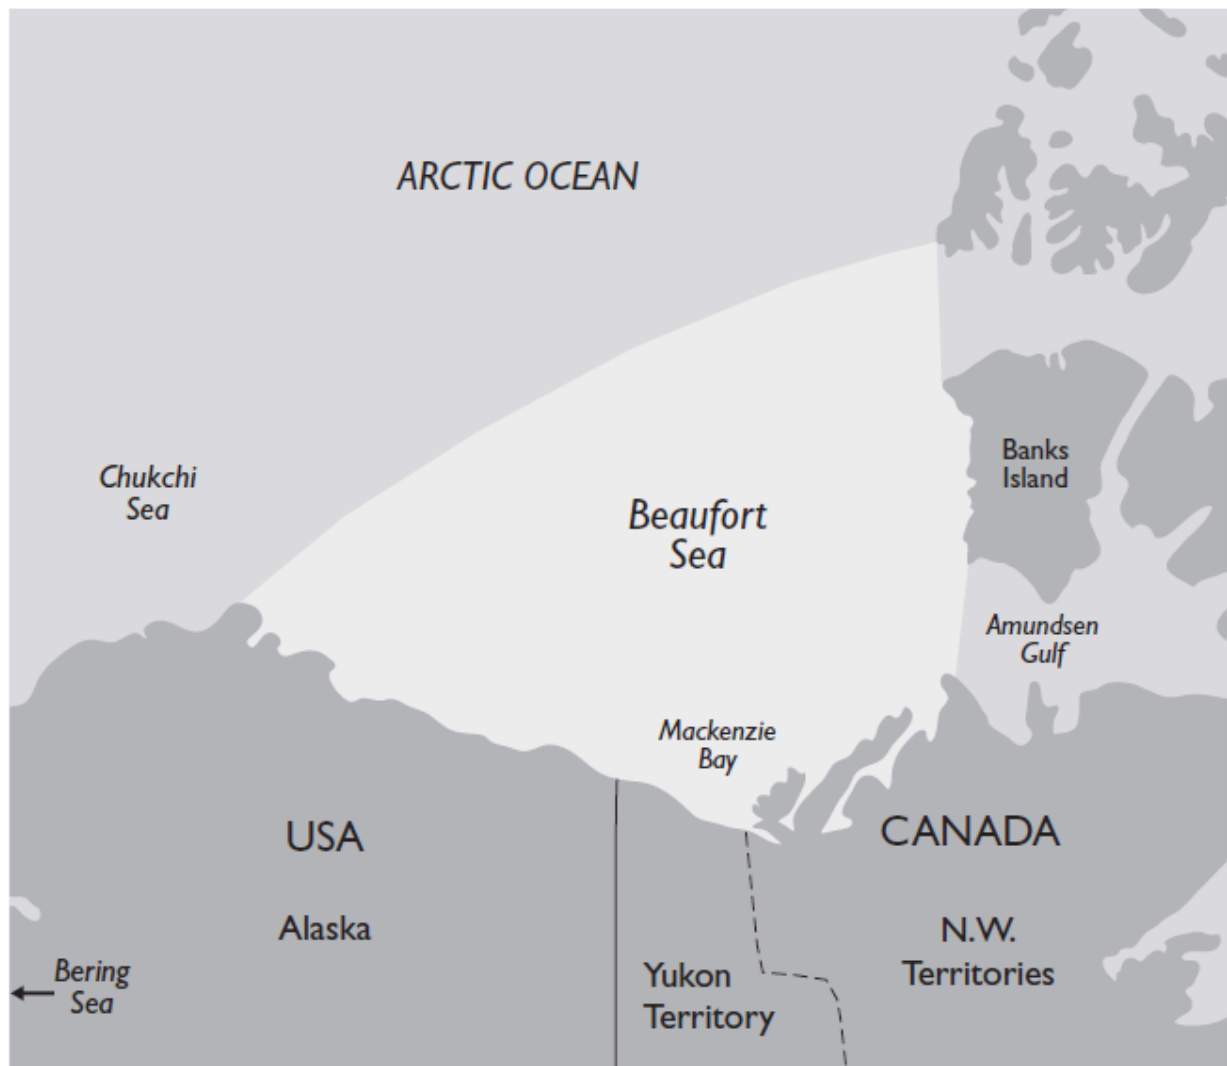 ARCTIC OCEAN
Chukchi
Sea
Beaufort
Sea
Banks
Island
Amundsen
Gulf
Mackenzie
Bay
USA
CANADA
Alaska
N.W.
Territories
Bering
Sea
Yukon
Territory